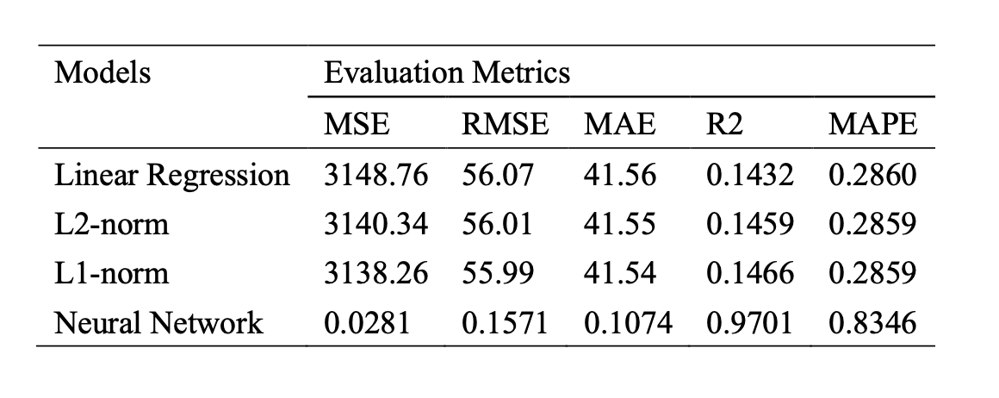 Models Evaluation Metrics
MSE RMSE MAE R2 MAPE
Linear Regression 3148.76 56.07 41.56 0.1432 0.2860
L2-norm 3140.34 56.01 41.55 0.1459 0.2859
L1-norm 3138.26 55.99 41.54 0.1466 0.2859
Neural Network 0.0281 0.1571 0.1074 0.9701 0.8346